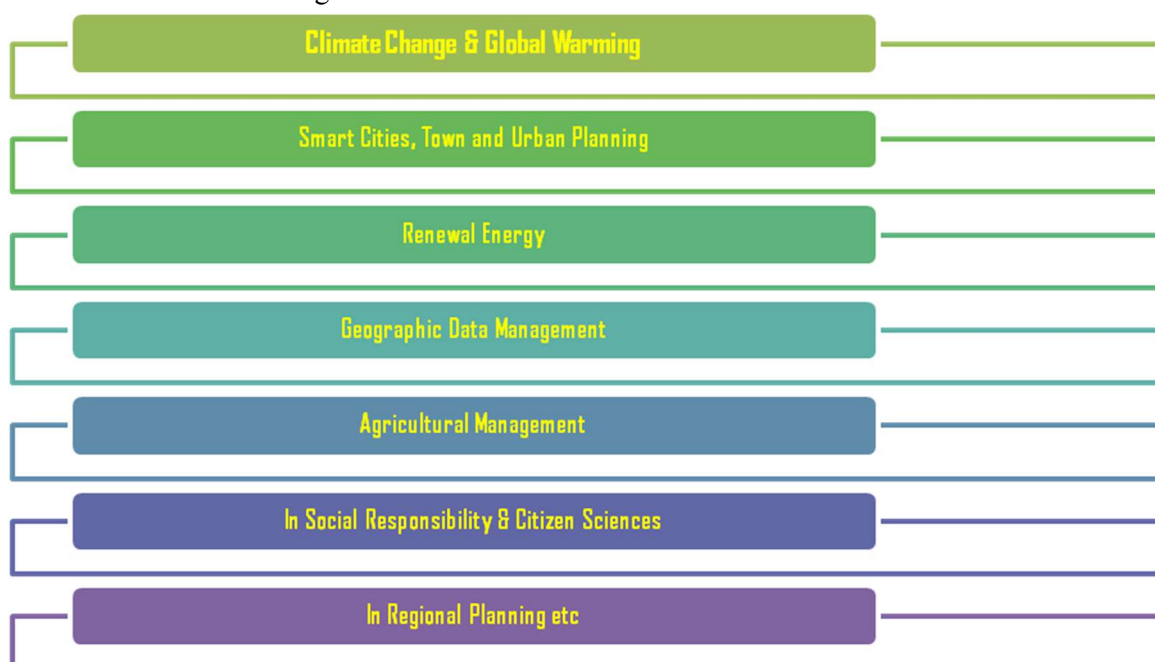 Climate Change & Global Warming
Smart Cities, Town and Urban Planning
Renewal Energy
Geographic Data Management
Agricultural Management
In Social Responsibility & Citizen Sciences
In Regional Planning etc